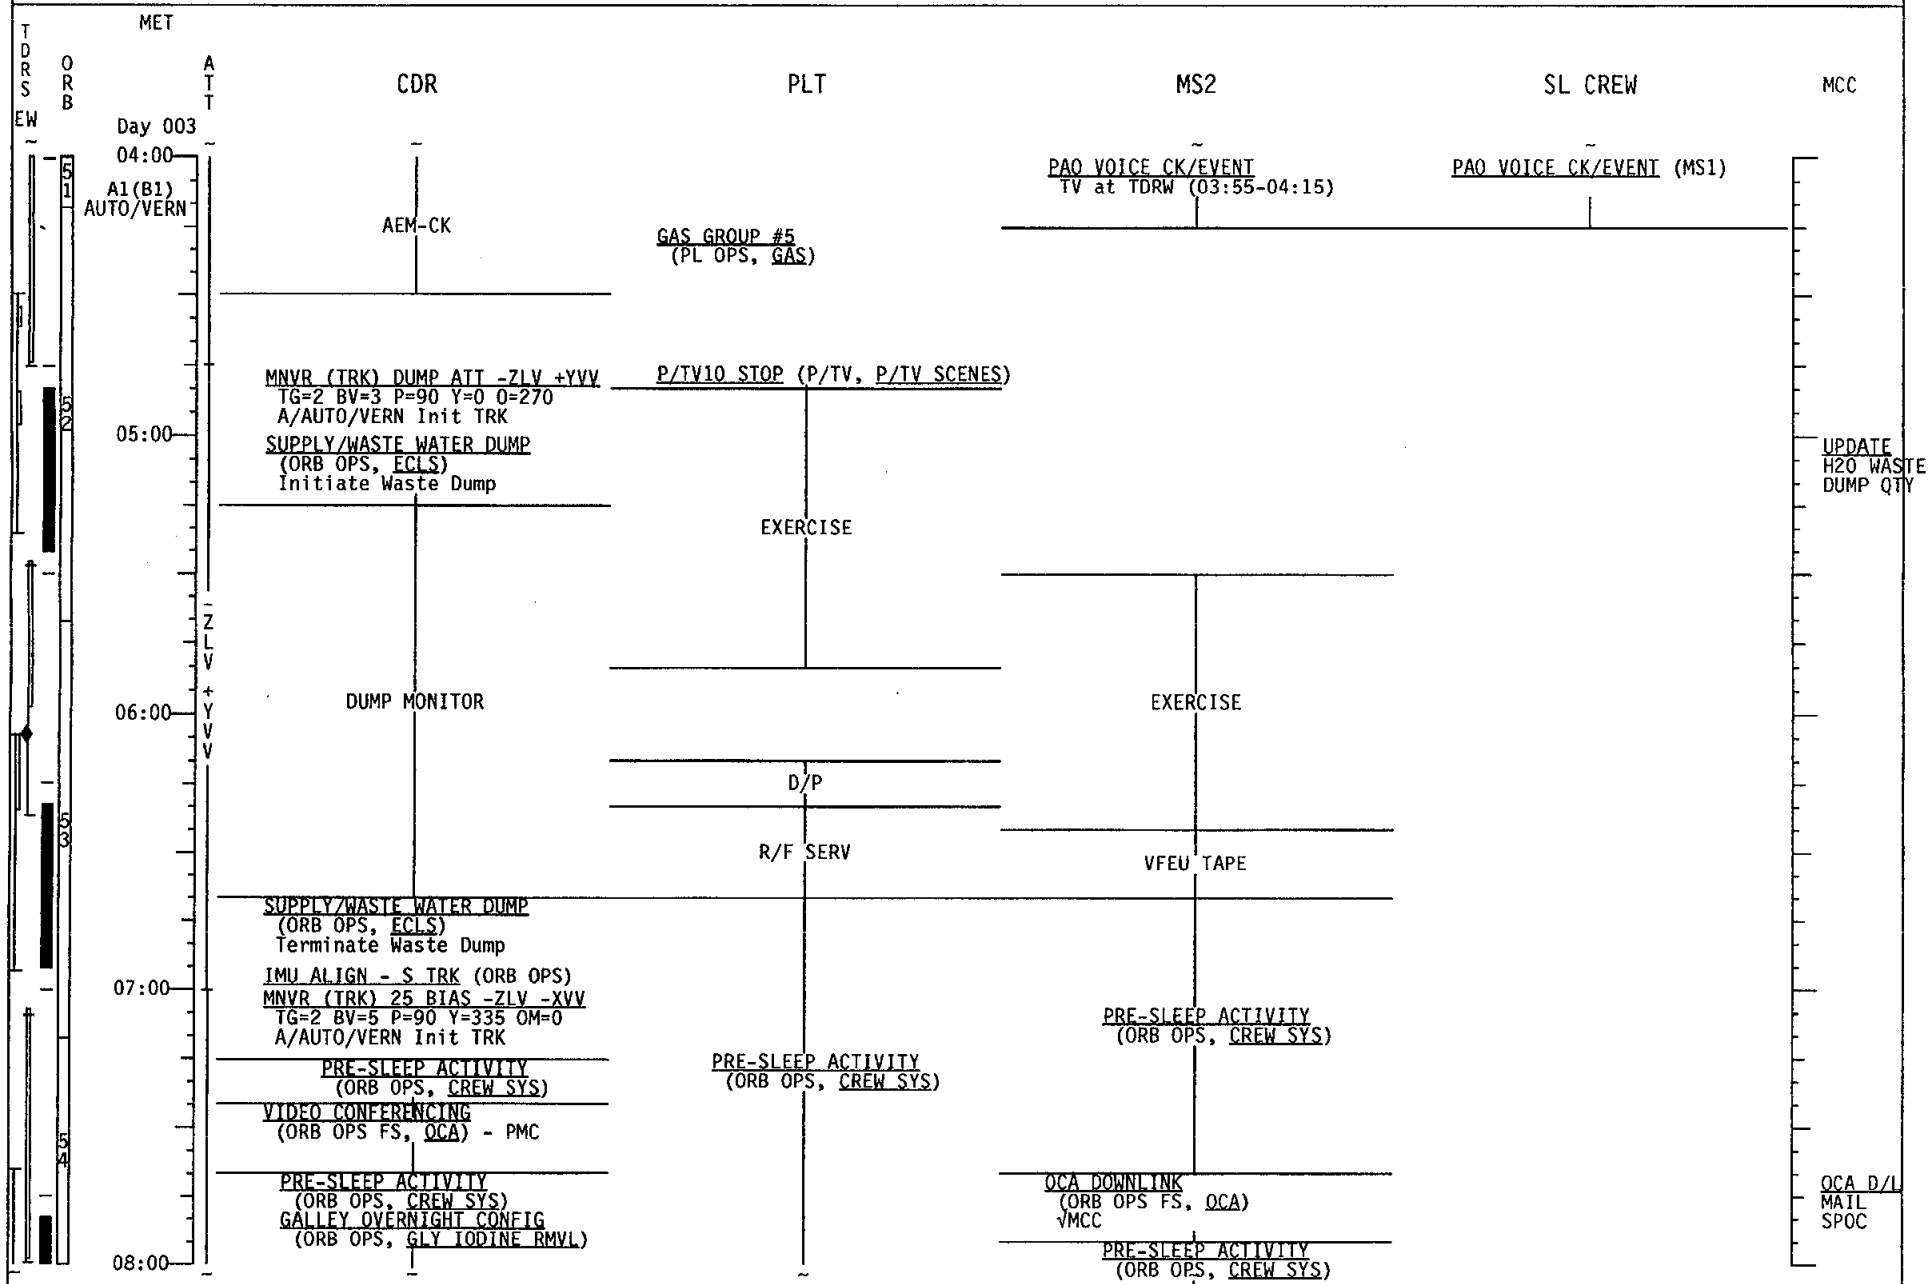 MET
TDRS
EW
ORB
ATT
CDR
PLT
MS2
SL CREW
MCC
Day 003
04:00
A1(B1)
AUTO/VERN
51
AEM-CK
GAS GROUP #5
(PL OPS, GAS)
PAO VOICE CK/EVENT
TV at TDRW (03:55-04:15)
PAO VOICE CK/EVENT (MS1)
MNVR (TRK) DUMP ATT -ZLV +YVV
TG=2 BV=3 P=90 Y=0 O=270
A/AUTO/VERN Init TRK
P/TV10 STOP (P/TV, P/TV SCENES)
52
05:00
SUPPLY/WASTE WATER DUMP
(ORB OPS, ECLS)
Initiate Waste Dump
UPDATE
H2O WASTE
DUMP QTY
EXERCISE
-ZLV +YVV
DUMP MONITOR
EXERCISE
06:00
D/P
53
R/F SERV
VFEU TAPE
SUPPLY/WASTE WATER DUMP
(ORB OPS, ECLS)
Terminate Waste Dump
IMU ALIGN - S TRK (ORB OPS)
07:00
MNVR (TRK) 25 BIAS -ZLV -XVV
TG=2 BV=5 P=90 Y=335 OM=0
A/AUTO/VERN Init TRK
PRE-SLEEP ACTIVITY
(ORB OPS, CREW SYS)
PRE-SLEEP ACTIVITY
(ORB OPS, CREW SYS)
PRE-SLEEP ACTIVITY
(ORB OPS, CREW SYS)
VIDEO CONFERENCING
(ORB OPS FS, OCA) - PMC
54
PRE-SLEEP ACTIVITY
(ORB OPS, CREW SYS)
GALLEY OVERNIGHT CONFIG
(ORB OPS, GLY IODINE RMVL)
OCA DOWNLINK
(ORB OPS FS, OCA)
√MCC
OCA D/L
MAIL
SPOC
PRE-SLEEP ACTIVITY
(ORB OPS, CREW SYS)
08:00